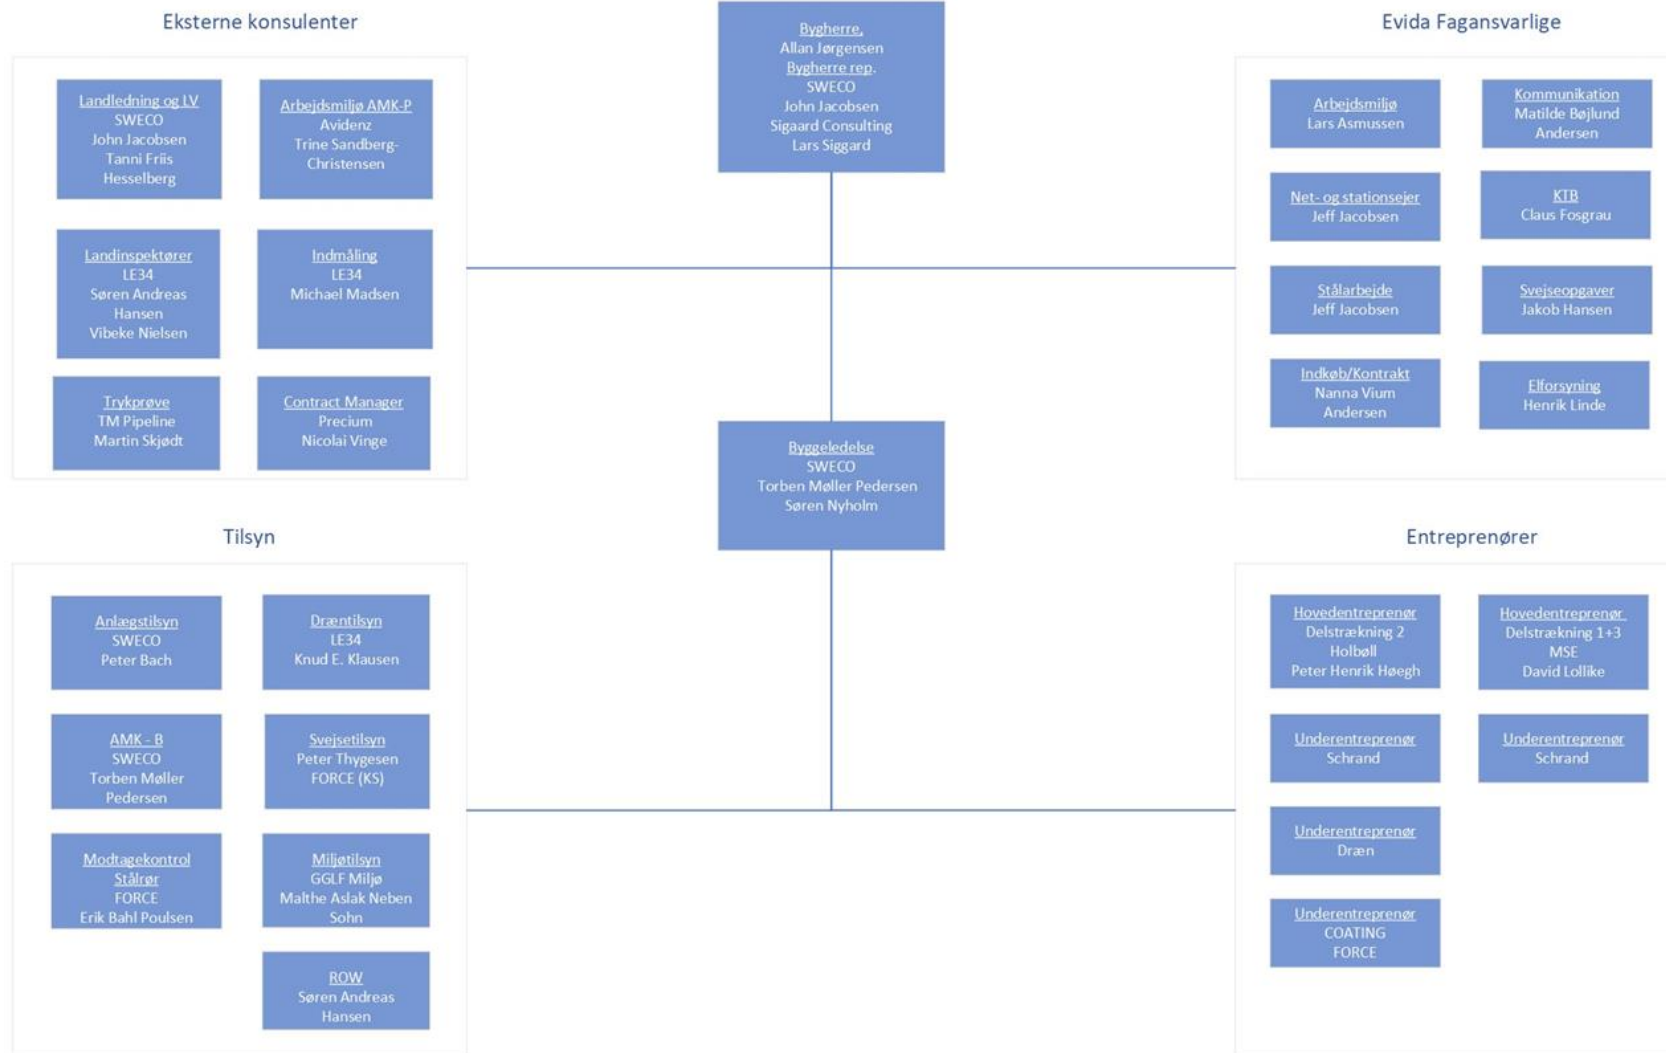 Eksterne konsulenter
Landledning og LV
SWECO
John Jacobsen
Tanni Friis
Hesselberg
Arbejdsmiljø AMK-P
Avidenz
Trine Sandberg-
Christensen
Landinspektører
LE34
Søren Andreas
Hansen
Vibeke Nielsen
Indmåling
LE34
Michael Madsen
Trykprøve
TM Pipeline
Martin Skjødt
Contract Manager
Precium
Nicolai Vinge
Bygherre,
Allan Jørgensen
Bygherre rep.
SWECO
John Jacobsen
Sigaard Consulting
Lars Siggard
Evida Fagansvarlige
Arbejdsmiljø
Lars Asmussen
Kommunikation
Matilde Bøjlund
Andersen
Net- og stationsejer
Jeff Jacobsen
KTB
Claus Fosgrau
Stålarbejde
Jeff Jacobsen
Svejseopgaver
Jakob Hansen
Indkøb/Kontrakt
Nanna Vium
Andersen
Elforsyning
Henrik Linde
Byggeledelse
SWECO
Torben Møller Pedersen
Søren Nyholm
Tilsyn
Anlægstilsyn
SWECO
Peter Bach
Dræntilsyn
LE34
Knud E. Klausen
AMK - B
SWECO
Torben Møller
Pedersen
Svejsetilsyn
Peter Thygesen
FORCE (KS)
Modtagekontrol
Stålrør
FORCE
Erik Bahl Poulsen
Miljøtilsyn
GGLF Miljø
Malthe Aslak Neben
Sohn
ROW
Søren Andreas
Hansen
Entreprenører
Hovedentreprenør
Delstrækning 2
Holbøll
Peter Henrik Høegh
Hovedentreprenør
Delstrækning 1+3
MSE
David Lollike
Underentreprenør
Schrand
Underentreprenør
Schrand
Underentreprenør
Dræn
Underentreprenør
COATING
FORCE